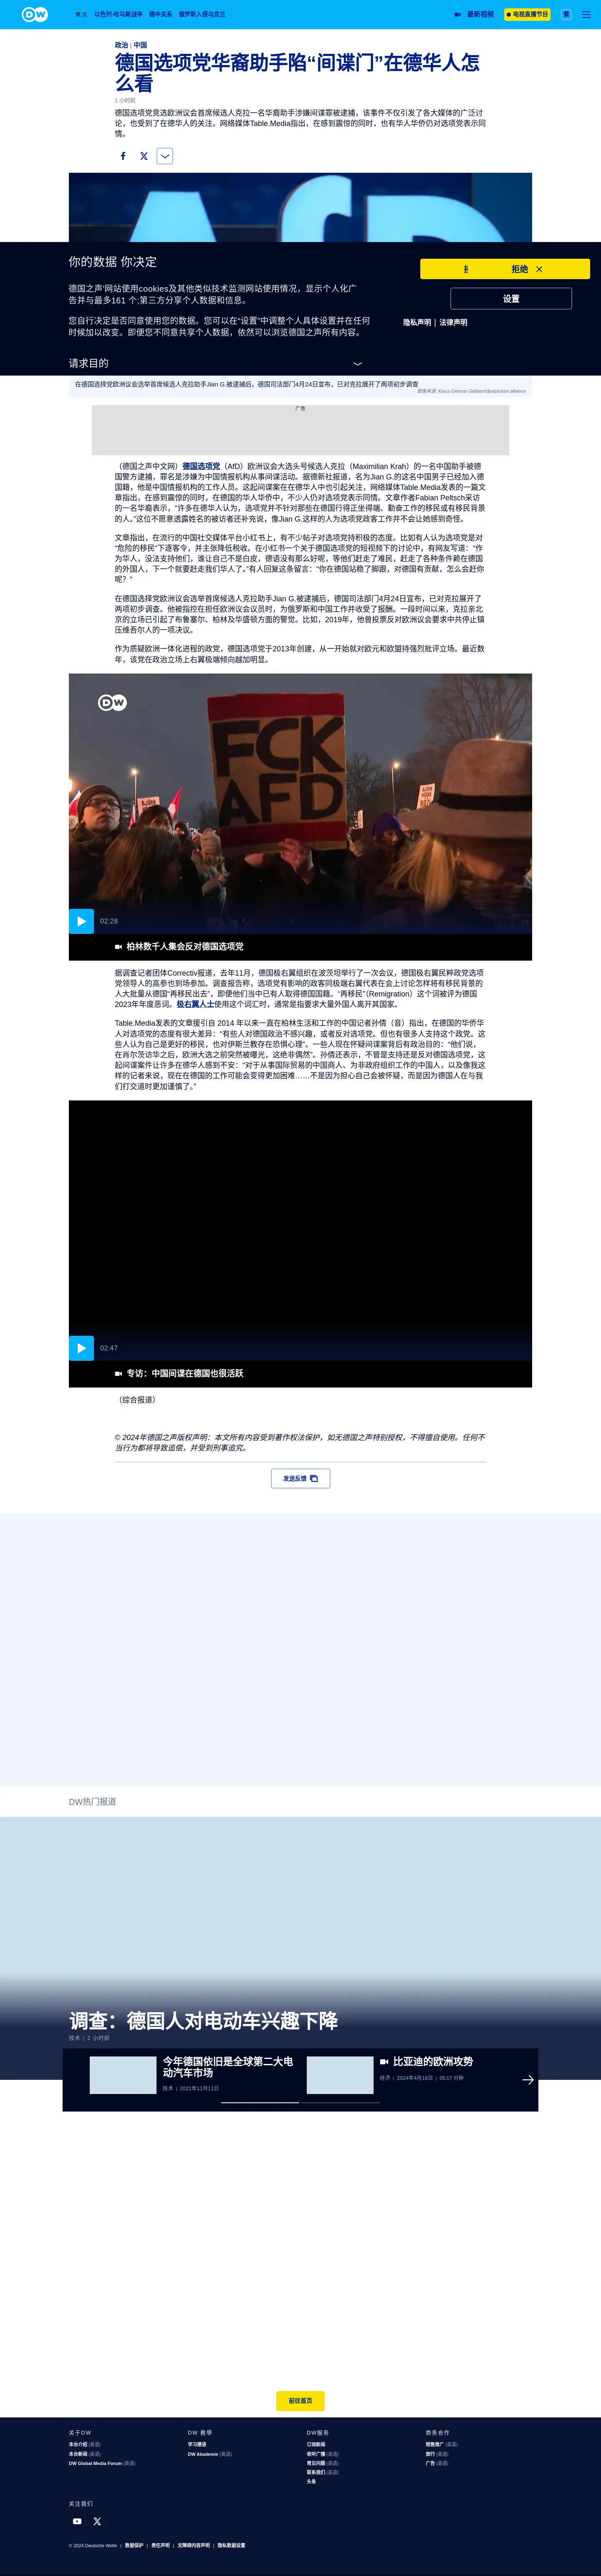 DW
焦点 以色列-哈马斯战争 德中关系 俄罗斯入侵乌克兰
最新视频
电视直播节目
繁
政治 | 中国
德国选项党华裔助手陷“间谍门”在德华人怎
么看
1 小时前
德国选项党竞选欧洲议会首席候选人克拉一名华裔助手涉嫌间谍罪被逮捕，该事件不仅引发了各大媒体的广泛讨
论，也受到了在德华人的关注。网络媒体Table.Media指出，在感到震惊的同时，也有华人华侨仍对选项党表示同
情。
你的数据 你决定
拒绝
德国之声'网站使用cookies及其他类似技术监测网站使用情况，显示个人化广
告并与最多161 个;第三方分享个人数据和信息。
设置
您自行决定是否同意使用您的数据。您可以在“设置”中调整个人具体设置并在任何
时候加以改变。即便您不同意共享个人数据，依然可以浏览德国之声所有内容。
隐私声明 | 法律声明
请求目的
在德国选择党欧洲议会选举首席候选人克拉助手Jian G.被逮捕后，德国司法部门4月24日宣布，已对克拉展开了两项初步调查
图像来源: Klaus-Dietmar Gabbert/dpa/picture alliance
广告
（德国之声中文网）德国选项党（AfD）欧洲议会大选头号候选人克拉（Maximilian Krah）的一名中国助手被德
国警方逮捕，罪名是涉嫌为中国情报机构从事间谍活动。据德新社报道，名为Jian G.的这名中国男子已经加入德
国籍，他是中国情报机构的工作人员。这起间谍案在在德华人中也引起关注，网络媒体Table.Media发表的一篇文
章指出，在感到震惊的同时，在德国的华人华侨中，不少人仍对选项党表示同情。文章作者Fabian Peltsch采访
的一名华裔表示，“许多在德华人认为，选项党并不针对那些在德国行得正坐得端、勤奋工作的移民或有移民背景
的人。”这位不愿意透露姓名的被访者还补充说，像Jian G.这样的人为选项党政客工作并不会让她感到奇怪。
文章指出，在流行的中国社交媒体平台小红书上，有不少帖子对选项党持积极的态度。比如有人认为选项党是对
“危险的移民”下逐客令，并主张降低税收。在小红书一个关于德国选项党的短视频下的讨论中，有网友写道：“作
为华人，没法支持他们，谁让自己不是白皮，德语没有那么好呢，等他们赶走了难民，赶走了各种条件赖在德国
的外国人，下一个就要赶走我们华人了。”有人回复这条留言：“你在德国站稳了脚跟，对德国有贡献，怎么会赶你
呢？”
在德国选择党欧洲议会选举首席候选人克拉助手Jian G.被逮捕后，德国司法部门4月24日宣布，已对克拉展开了
两项初步调查。他被指控在担任欧洲议会议员时，为俄罗斯和中国工作并收受了报酬。一段时间以来，克拉亲北
京的立场已引起了布鲁塞尔、柏林及华盛顿方面的警觉。比如，2019年，他曾投票反对欧洲议会要求中共停止镇
压维吾尔人的一项决议。
作为质疑欧洲一体化进程的政党，德国选项党于2013年创建，从一开始就对欧元和欧盟持强烈批评立场。最近数
年，该党在政治立场上右翼极端倾向越加明显。
DW
FCK
AFD
02:28
柏林数千人集会反对德国选项党
据调查记者团体Correctiv报道，去年11月，德国极右翼组织在波茨坦举行了一次会议，德国极右翼民粹政党选项
党领导人的高参也到场参加。调查报告称，选项党有影响的政客同极端右翼代表在会上讨论怎样将有移民背景的
人大批量从德国“再移民出去”，即便他们当中已有人取得德国国籍。“再移民”（Remigration）这个词被评为德国
2023年年度恶词。极右翼人士使用这个词汇时，通常是指要求大量外国人离开其国家。
Table.Media发表的文章援引自 2014 年以来一直在柏林生活和工作的中国记者孙倩（音）指出，在德国的华侨华
人对选项党的态度有很大差异：“有些人对德国政治不感兴趣，或者反对选项党。但也有很多人支持这个政党。这
些人认为自己是更好的移民，也对伊斯兰教存在恐惧心理”。一些人现在怀疑间谍案背后有政治目的：“他们说，
在肖尔茨访华之后，欧洲大选之前突然被曝光，这绝非偶然”。孙倩还表示，不管是支持还是反对德国选项党，这
起间谍案件让许多在德华人感到不安：“对于从事国际贸易的中国商人、为非政府组织工作的中国人，以及像我这
样的记者来说，现在在德国的工作可能会变得更加困难……不是因为担心自己会被怀疑，而是因为德国人在与我
们打交道时更加谨慎了。”
02:47
专访：中国间谍在德国也很活跃
（综合报道）
© 2024年德国之声版权声明：本文所有内容受到著作权法保护，如无德国之声特别授权，不得擅自使用。任何不
当行为都将导致追偿，并受到刑事追究。
发送反馈
DW热门报道
调查：德国人对电动车兴趣下降
技术 | 2 小时前
今年德国依旧是全球第二大电
动汽车市场
技术 | 2021年11月11日
比亚迪的欧洲攻势
经济 | 2024年4月18日 | 05:17 分钟
前往首页
关于DW
本台介绍 (英语)
本台新闻 (英语)
DW Global Media Forum (英语)
DW 教學
学习德语
DW Akademie (英语)
DW服务
订阅新闻
收听广播 (英语)
常见问题 (英语)
联系我们 (英语)
头条
商务合作
销售推广 (英语)
旅行 (英语)
广告 (英语)
关注我们
© 2024 Deutsche Welle | 数据保护 | 责任声明 | 无障碍内容声明 | 隐私数据设置